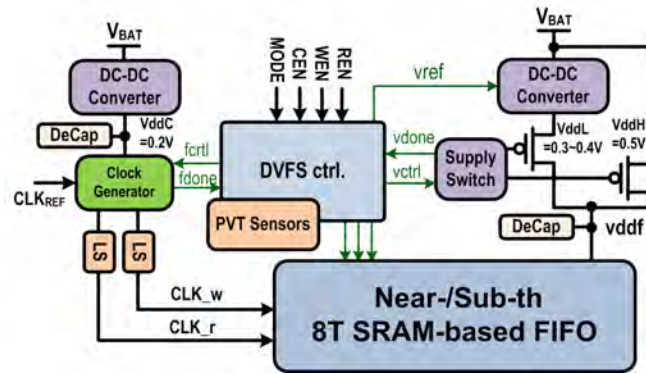 VBAT
DC-DC
Converter
DeCap
VddC
=0.2V
Clock
Generator
CLKREF
LS
LS
fcrtl
fdone
MODE
CEN
WEN
REN
DVFS ctrl.
PVT Sensors
vref
vdone
vctrl
VBAT
DC-DC
Converter
Supply
Switch
VddL
=0.3~0.4V
VddH
=0.5V
DeCap
vddf
CLK_w
CLK_r
Near-/Sub-th
8T SRAM-based FIFO